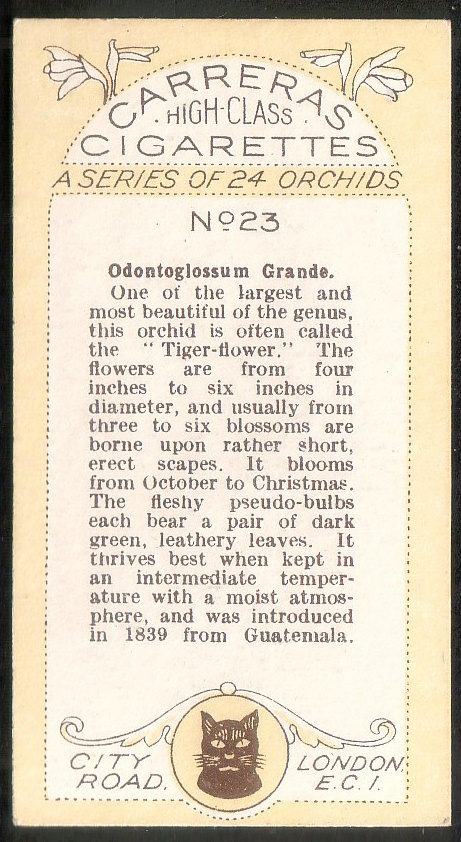 CARRERAS
. HIGH-CLASS .
CIGARETTES
A SERIES OF 24 ORCHIDS
No 23
Odontoglossum Grande.
One of the largest and
most beautiful of the genus,
this orchid is often called
the " Tiger-flower." The
flowers are from four
inches to six inches in
diameter, and usually from
three to six blossoms are
borne upon rather short,
erect scapes. It blooms
from October to Christmas.
The fleshy pseudo-bulbs
each bear a pair of dark
green, leathery leaves. It
thrives best when kept in
an intermediate temper-
ature with a moist atmos-
phere, and was introduced
in 1839 from Guatemala.
CITY
ROAD.
LONDON.
E.C.1.